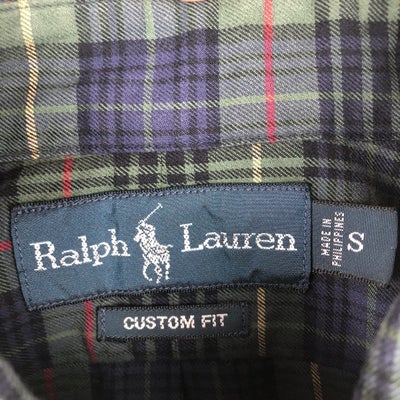 Ralph Lauren
MADE IN
PHILIPPINES
S
CUSTOM FIT